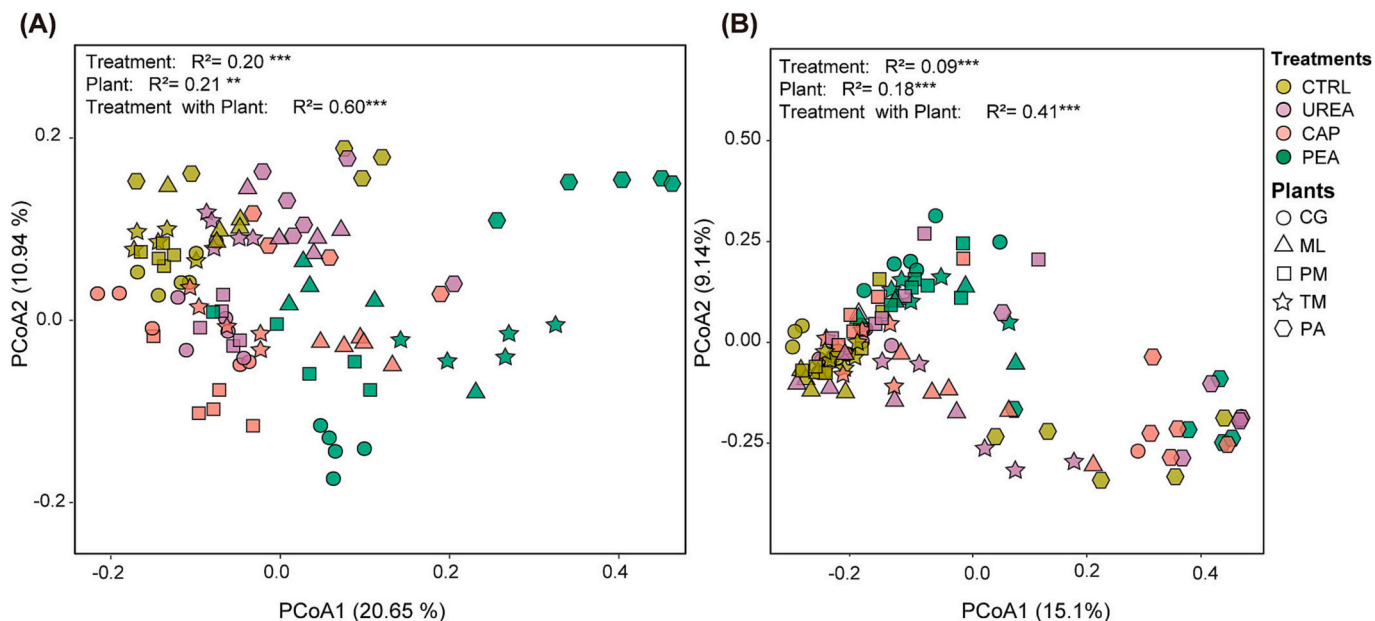 (A)
Treatment: R²= 0.20 ***
Plant: R²= 0.21 **
Treatment with Plant: R²= 0.60***
0.2
0.0
-0.2
PCoA2 (10.94 %)
-0.2 0.0 0.2 0.4
PCoA1 (20.65 %)
(B)
Treatment: R²= 0.09***
Plant: R²= 0.18***
Treatment with Plant: R²= 0.41***
0.50
0.25
0.00
-0.25
PCoA2 (9.14%)
-0.2 0.0 0.2 0.4
PCoA1 (15.1%)
Treatments
CTRL
UREA
CAP
PEA
Plants
CG
ML
PM
TM
PA